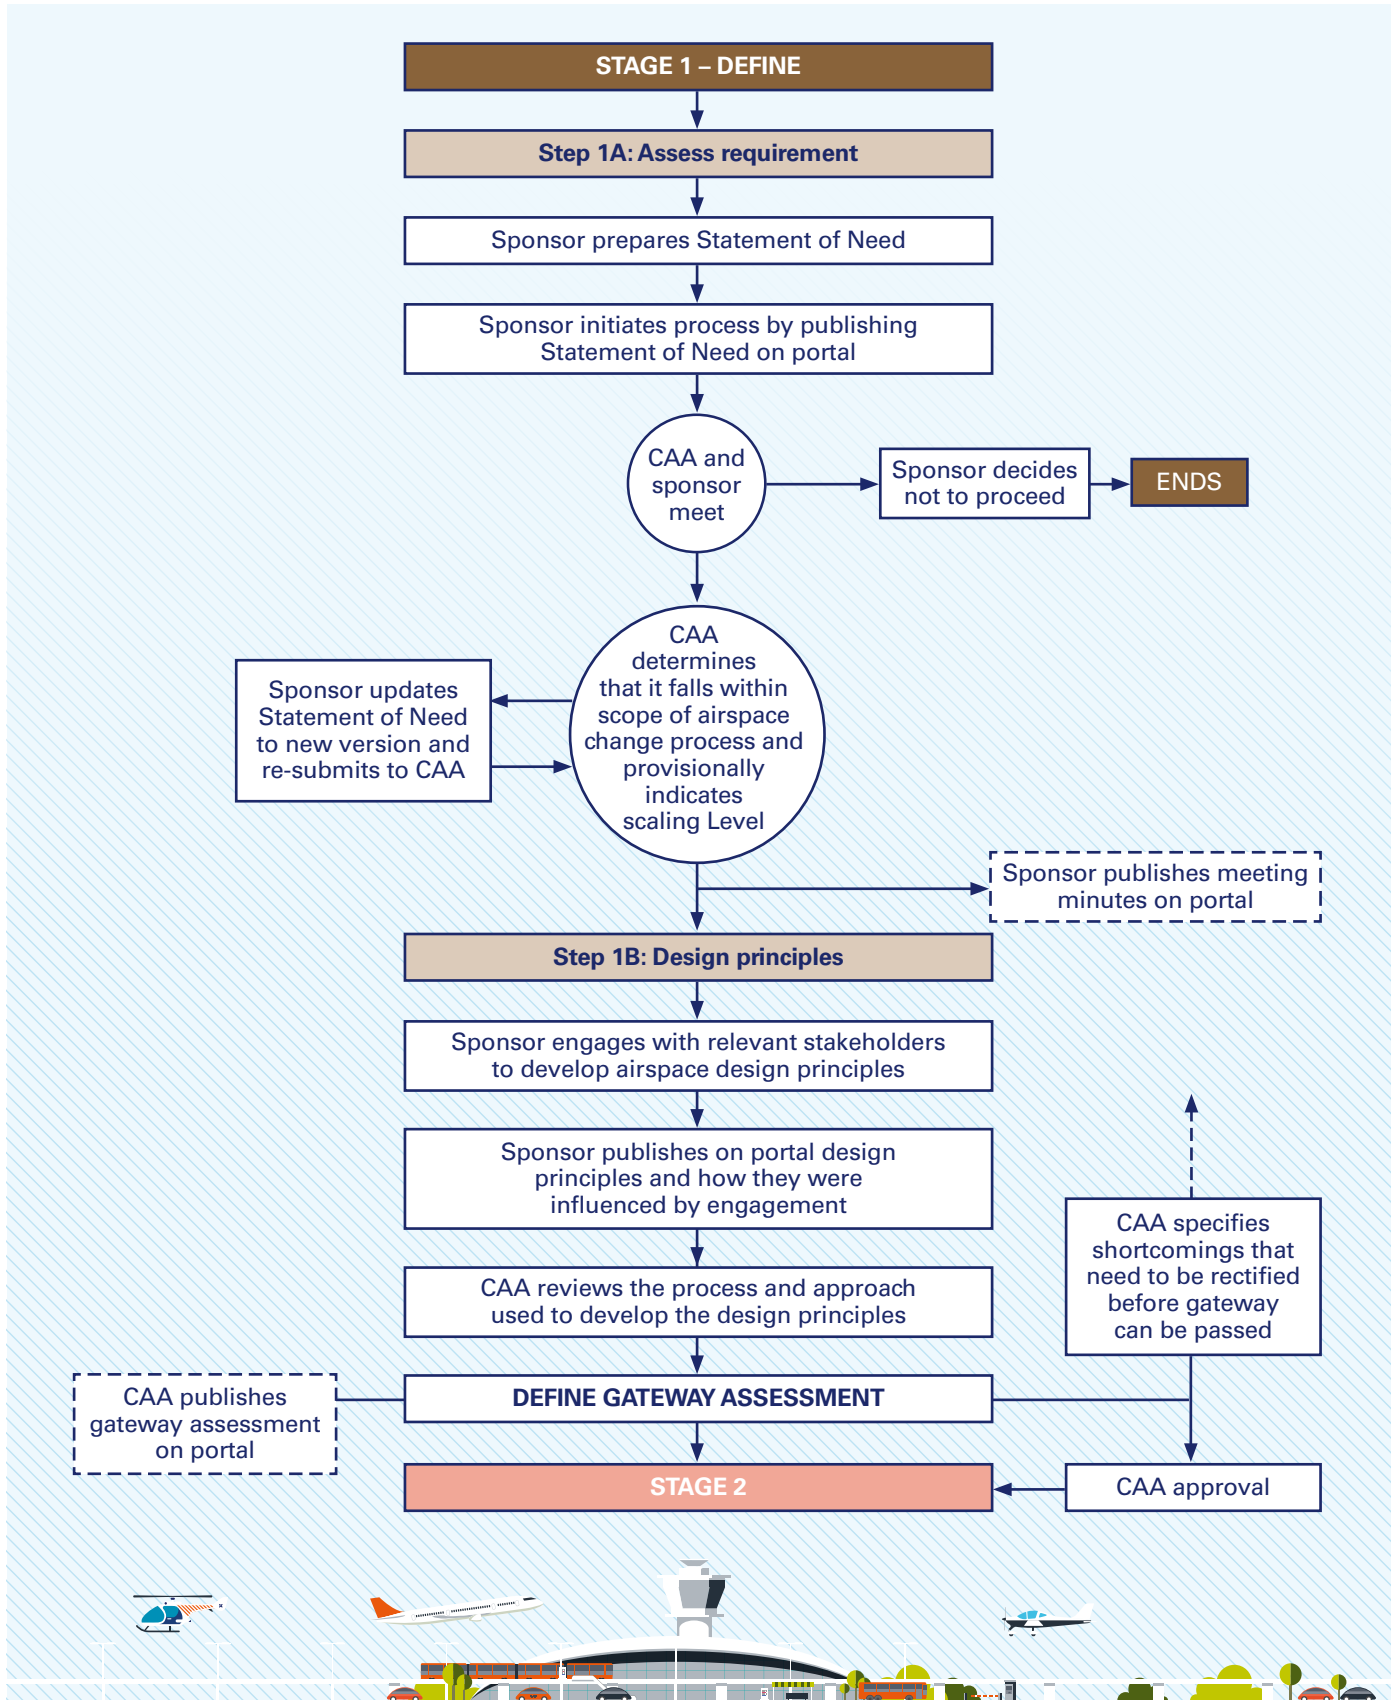 STAGE 1 – DEFINE
Step 1A: Assess requirement
Sponsor prepares Statement of Need
Sponsor initiates process by publishing
Statement of Need on portal
CAA and
sponsor
meet
Sponsor decides
not to proceed
ENDS
CAA
determines
that it falls within
scope of airspace
change process and
provisionally
indicates
scaling Level
Sponsor updates
Statement of Need
to new version and
re-submits to CAA
Sponsor publishes meeting
minutes on portal
Step 1B: Design principles
Sponsor engages with relevant stakeholders
to develop airspace design principles
Sponsor publishes on portal design
principles and how they were
influenced by engagement
CAA reviews the process and approach
used to develop the design principles
CAA specifies
shortcomings that
need to be rectified
before gateway
can be passed
DEFINE GATEWAY ASSESSMENT
CAA publishes
gateway assessment
on portal
STAGE 2
CAA approval